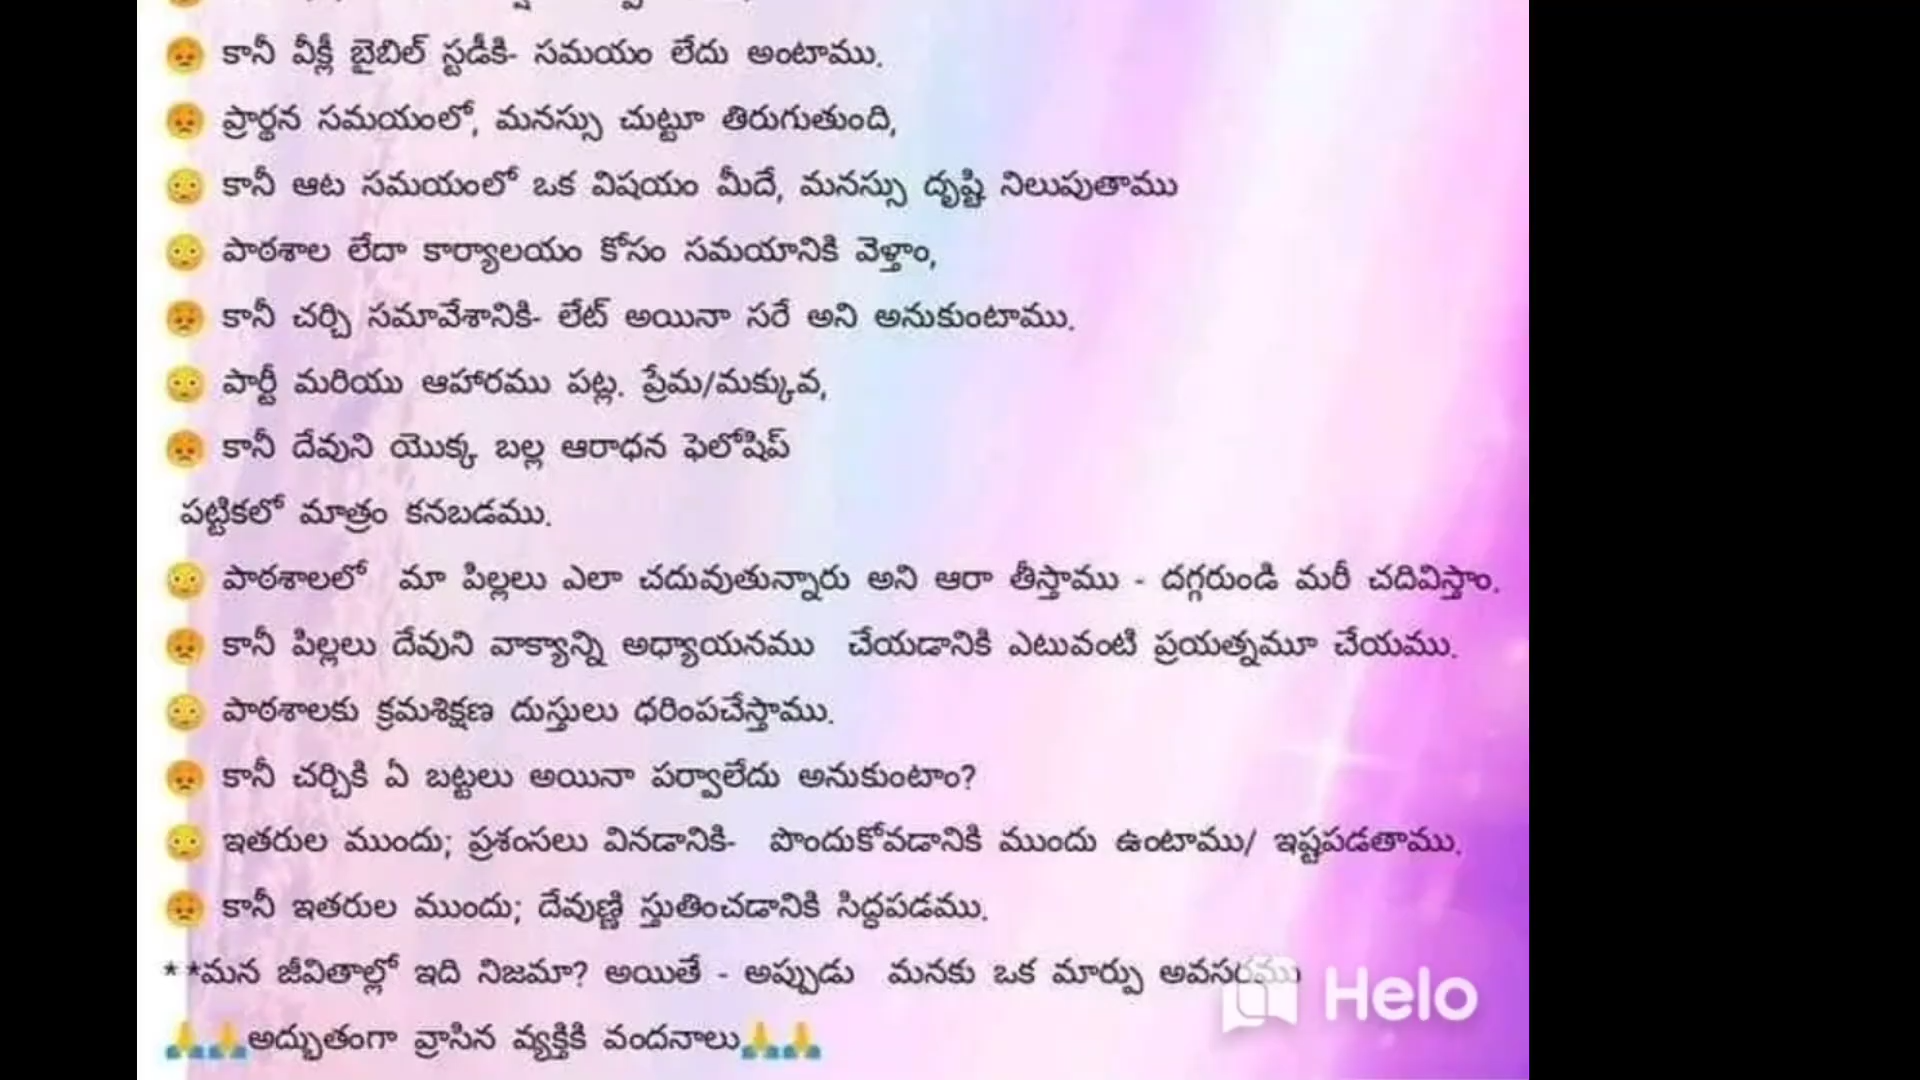 😡 కానీ వీక్లీ బైబిల్ స్టడీకి- సమయం లేదు అంటాము.
😡 ప్రార్థన సమయంలో, మనస్సు చుట్టూ తిరుగుతుంది,
😳 కానీ ఆట సమయంలో ఒక విషయం మీదే, మనస్సు దృష్టి నిలుపుతాము
😳 పాఠశాల లేదా కార్యాలయం కోసం సమయానికి వెళ్తాం,
😡 కానీ చర్చి సమావేశానికి- లేట్ అయినా సరే అని అనుకుంటాము.
😳 పార్టీ మరియు ఆహారము పట్ల. ప్రేమ/మక్కువ,
😡 కానీ దేవుని యొక్క బల్ల ఆరాధన ఫెలోషిప్
పట్టికలో మాత్రం కనబడము.
😳 పాఠశాలలో మా పిల్లలు ఎలా చదువుతున్నారు అని ఆరా తీస్తాము - దగ్గరుండి మరీ చదివిస్తాం.
😡 కానీ పిల్లలు దేవుని వాక్యాన్ని అధ్యాయనము చేయడానికి ఎటువంటి ప్రయత్నమూ చేయము.
😳 పాఠశాలకు క్రమశిక్షణ దుస్తులు ధరింపచేస్తాము.
😡 కానీ చర్చికి ఏ బట్టలు అయినా పర్వాలేదు అనుకుంటాం?
😳 ఇతరుల ముందు; ప్రశంసలు వినడానికి- పొందుకోవడానికి ముందు ఉంటాము/ ఇష్టపడతాము.
😡 కానీ ఇతరుల ముందు; దేవుణ్ణి స్తుతించడానికి సిద్ధపడము.
**మన జీవితాల్లో ఇది నిజమా? అయితే - అప్పుడు మనకు ఒక మార్పు అవసరము
🙏🙏అద్భుతంగా వ్రాసిన వ్యక్తికి వందనాలు🙏🙏
Helo